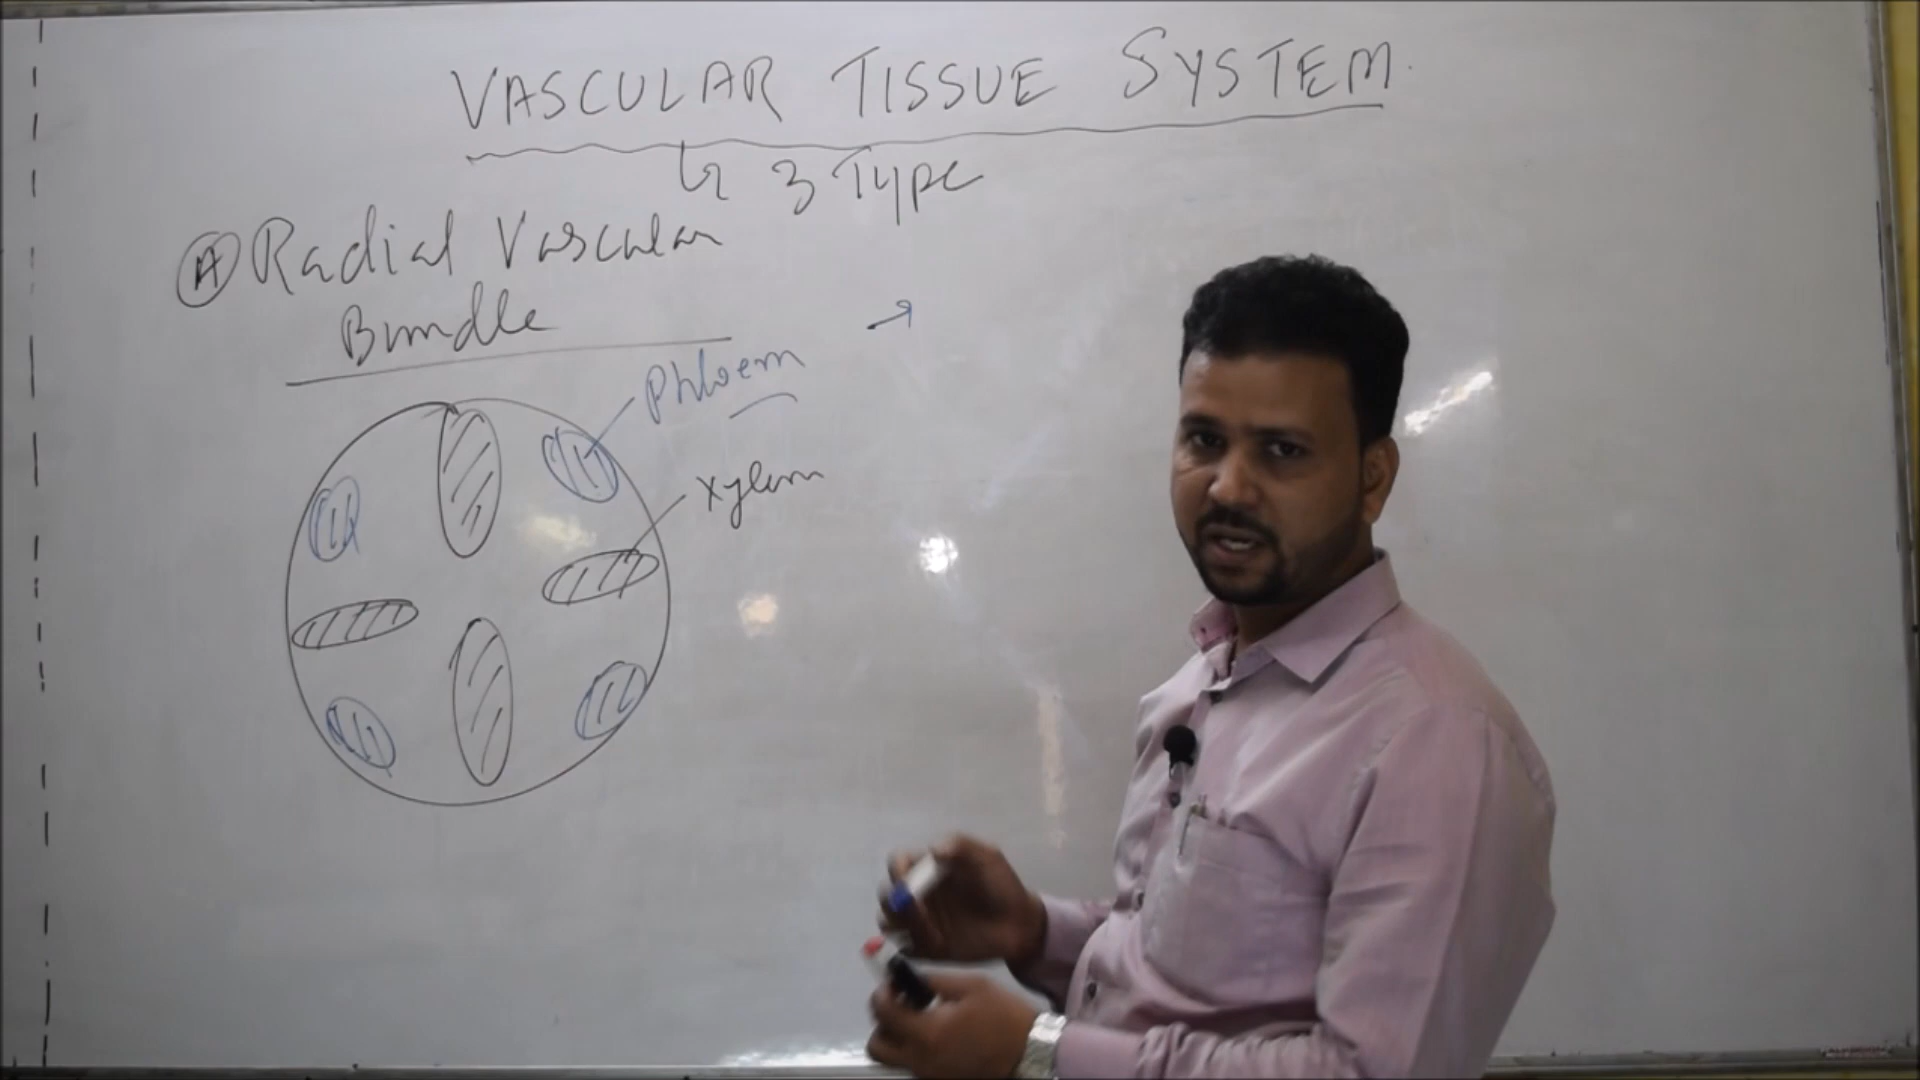 VASCULAR TISSUE SYSTEM.
3 Type
A Radial Vascular
Bundle
Phloem
Xylem